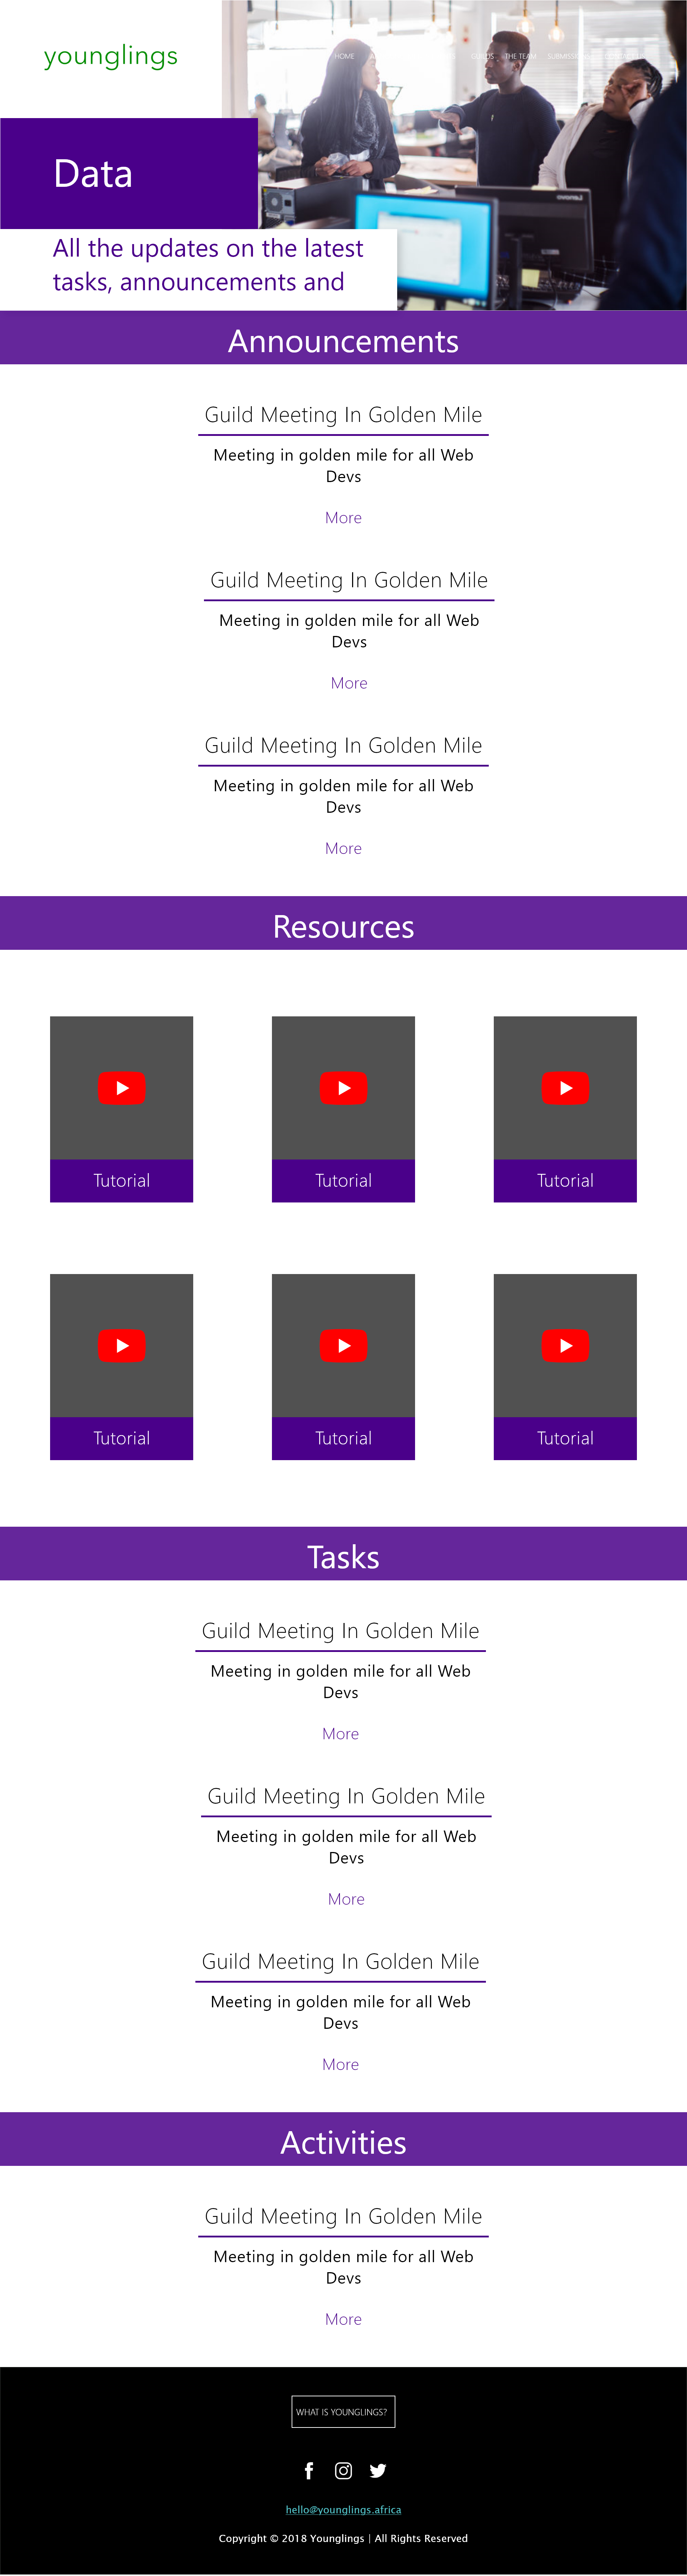 younglings
HOME
THE TEAM
Data
All the updates on the latest
tasks, announcements and
Announcements
Guild Meeting In Golden Mile
Meeting in golden mile for all Web
Devs
More
Guild Meeting In Golden Mile
Meeting in golden mile for all Web
Devs
More
Guild Meeting In Golden Mile
Meeting in golden mile for all Web
Devs
More
Resources
Tutorial Tutorial Tutorial
Tutorial Tutorial Tutorial
Tasks
Guild Meeting In Golden Mile
Meeting in golden mile for all Web
Devs
More
Guild Meeting In Golden Mile
Meeting in golden mile for all Web
Devs
More
Guild Meeting In Golden Mile
Meeting in golden mile for all Web
Devs
More
Activities
Guild Meeting In Golden Mile
Meeting in golden mile for all Web
Devs
More
WHAT IS YOUNGLINGS?
hello@younglings.africa
Copyright © 2018 Younglings | All Rights Reserved